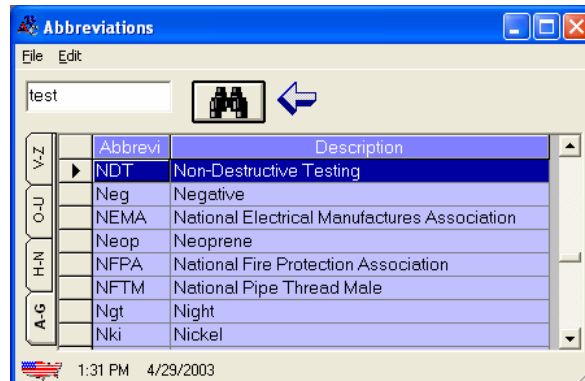 Abbreviations
File Edit
test
Abbrevi Description
NDT Non-Destructive Testing
Neg Negative
NEMA National Electrical Manufactures Association
Neop Neoprene
NFPA National Fire Protection Association
NFTM National Pipe Thread Male
Ngt Night
Nki Nickel
V-Z
O-U
H-N
A-G
1:31 PM 4/29/2003